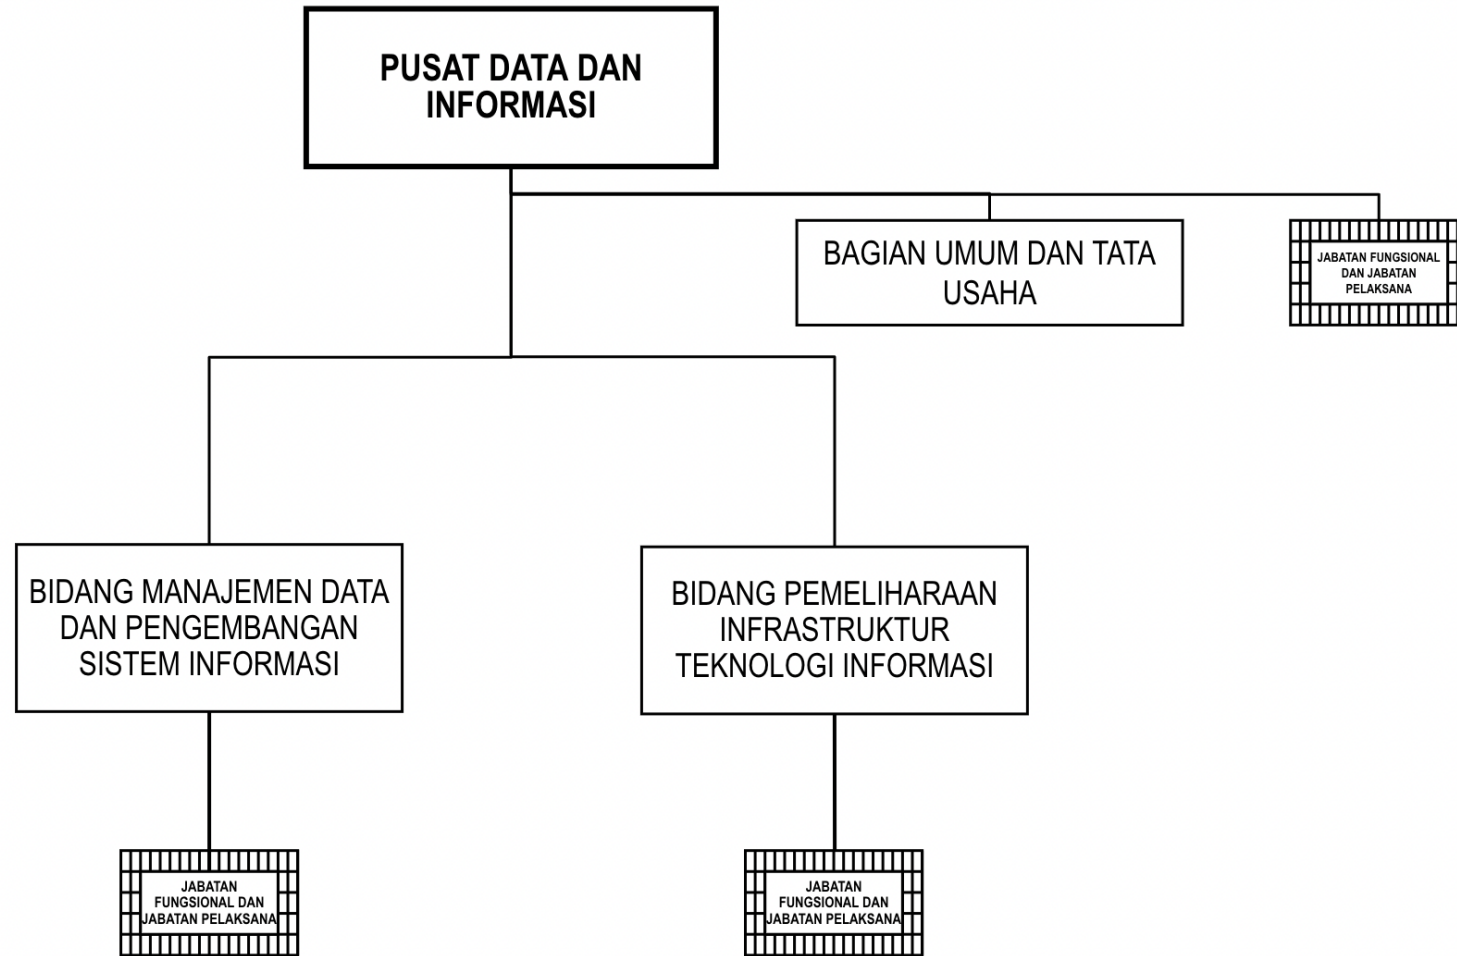 PUSAT DATA DAN
INFORMASI
BAGIAN UMUM DAN TATA
USAHA
JABATAN FUNGSIONAL
DAN JABATAN
PELAKSANA
BIDANG MANAJEMEN DATA
DAN PENGEMBANGAN
SISTEM INFORMASI
BIDANG PEMELIHARAAN
INFRASTRUKTUR
TEKNOLOGI INFORMASI
JABATAN
FUNGSIONAL DAN
JABATAN PELAKSANA
JABATAN
FUNGSIONAL DAN
JABATAN PELAKSANA